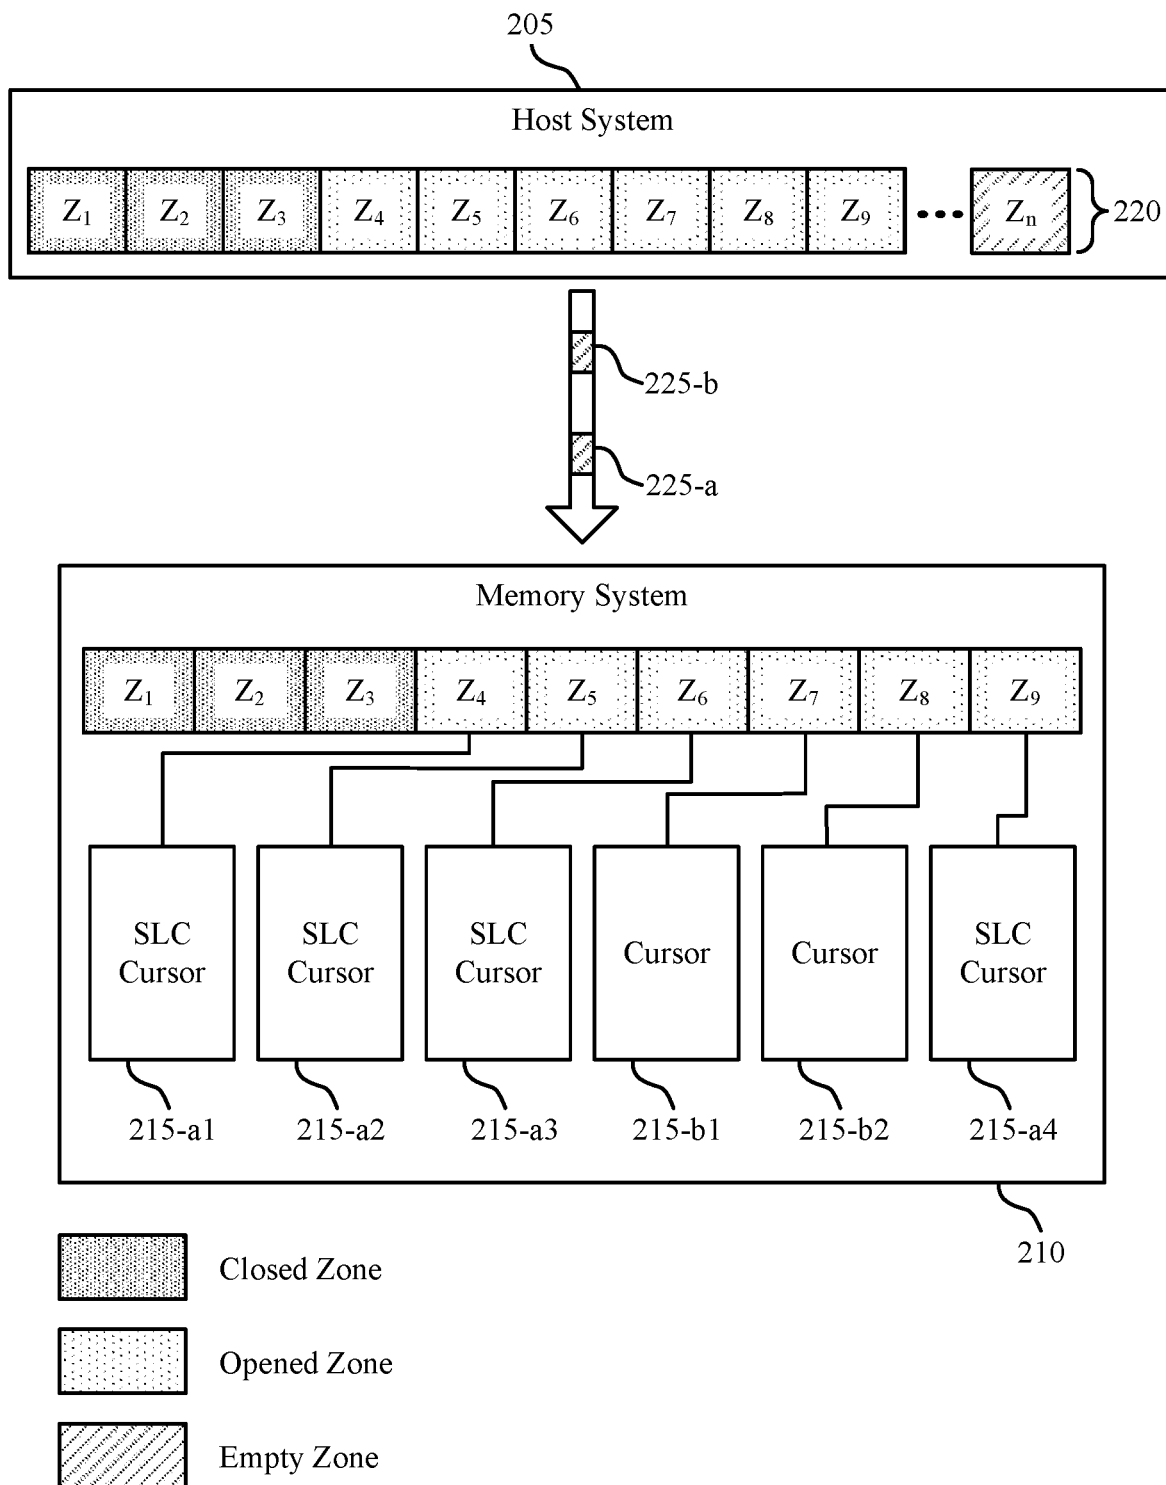 205
Host System
Z1 Z2 Z3 Z4 Z5 Z6 Z7 Z8 Z9 ••• Zn 220
225-b
225-a
Memory System
Z1 Z2 Z3 Z4 Z5 Z6 Z7 Z8 Z9
SLC Cursor
SLC Cursor
SLC Cursor
Cursor
Cursor
SLC Cursor
215-a1 215-a2 215-a3 215-b1 215-b2 215-a4
210
Closed Zone
Opened Zone
Empty Zone